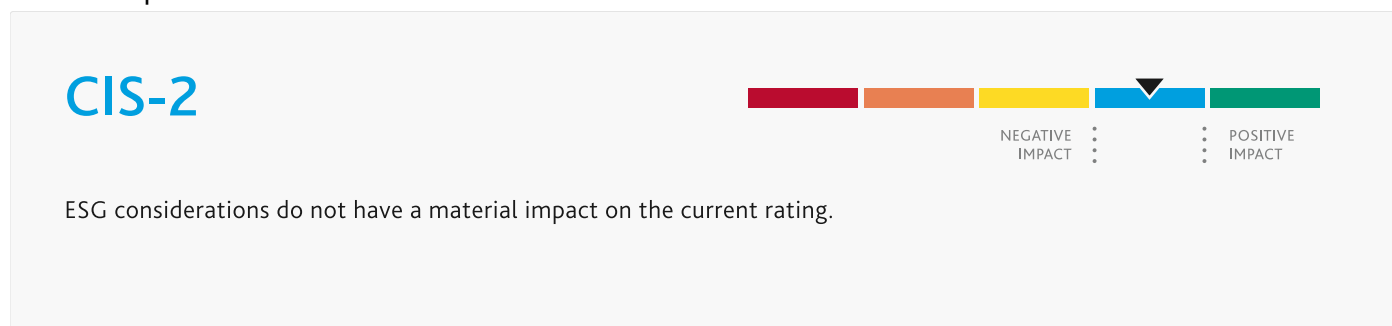 CIS-2
NEGATIVE
IMPACT
POSITIVE
IMPACT
ESG considerations do not have a material impact on the current rating.